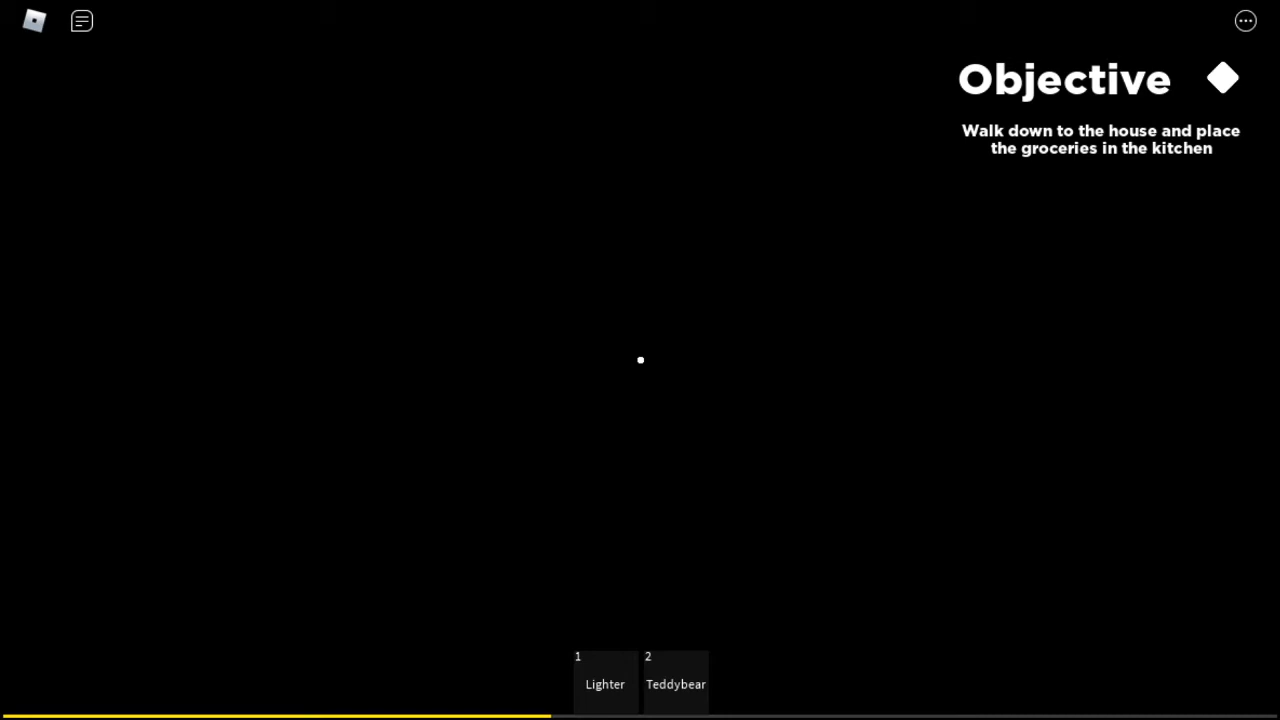 Objective
Walk down to the house and place
the groceries in the kitchen
1
Lighter
2
Teddybear